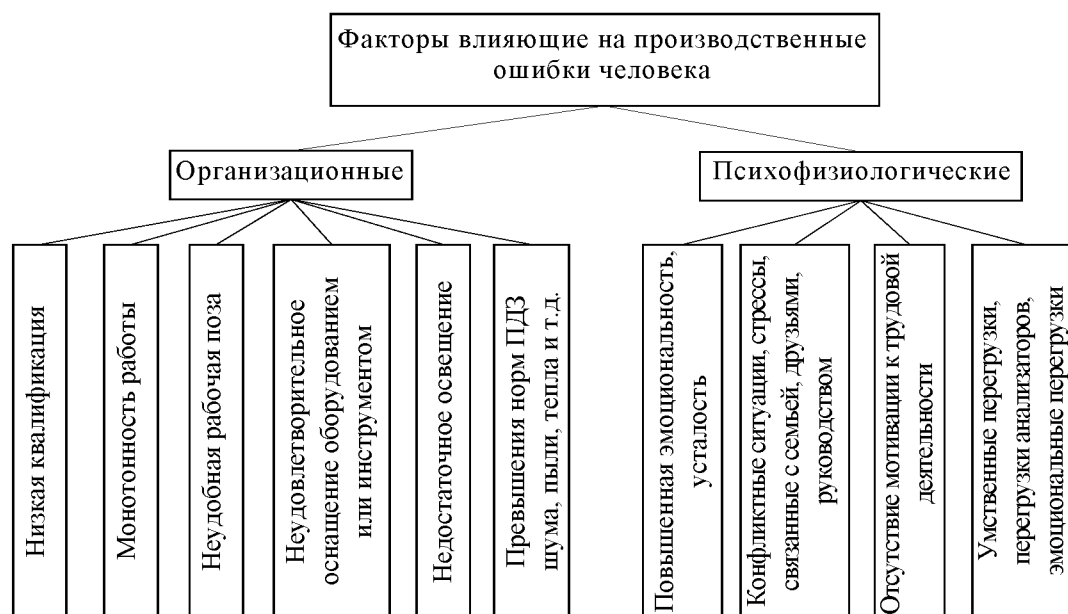 Факторы влияющие на производственные
ошибки человека
Организационные
Психофизиологические
Низкая квалификация
Монотонность работы
Неудобная рабочая поза
Неудовлетворительное
оснащение оборудованием
или инструментом
Недостаточное освещение
Превышения норм ПДЗ
шума, пыли, тепла и т.д.
Повышенная эмоциональность,
усталость
Конфликтные ситуации, стрессы,
связанные с семьей, друзьями,
руководством
Отсутствие мотивации к трудовой
деятельности
Умственные перегрузки,
перегрузки анализаторов,
эмоциональные перегрузки